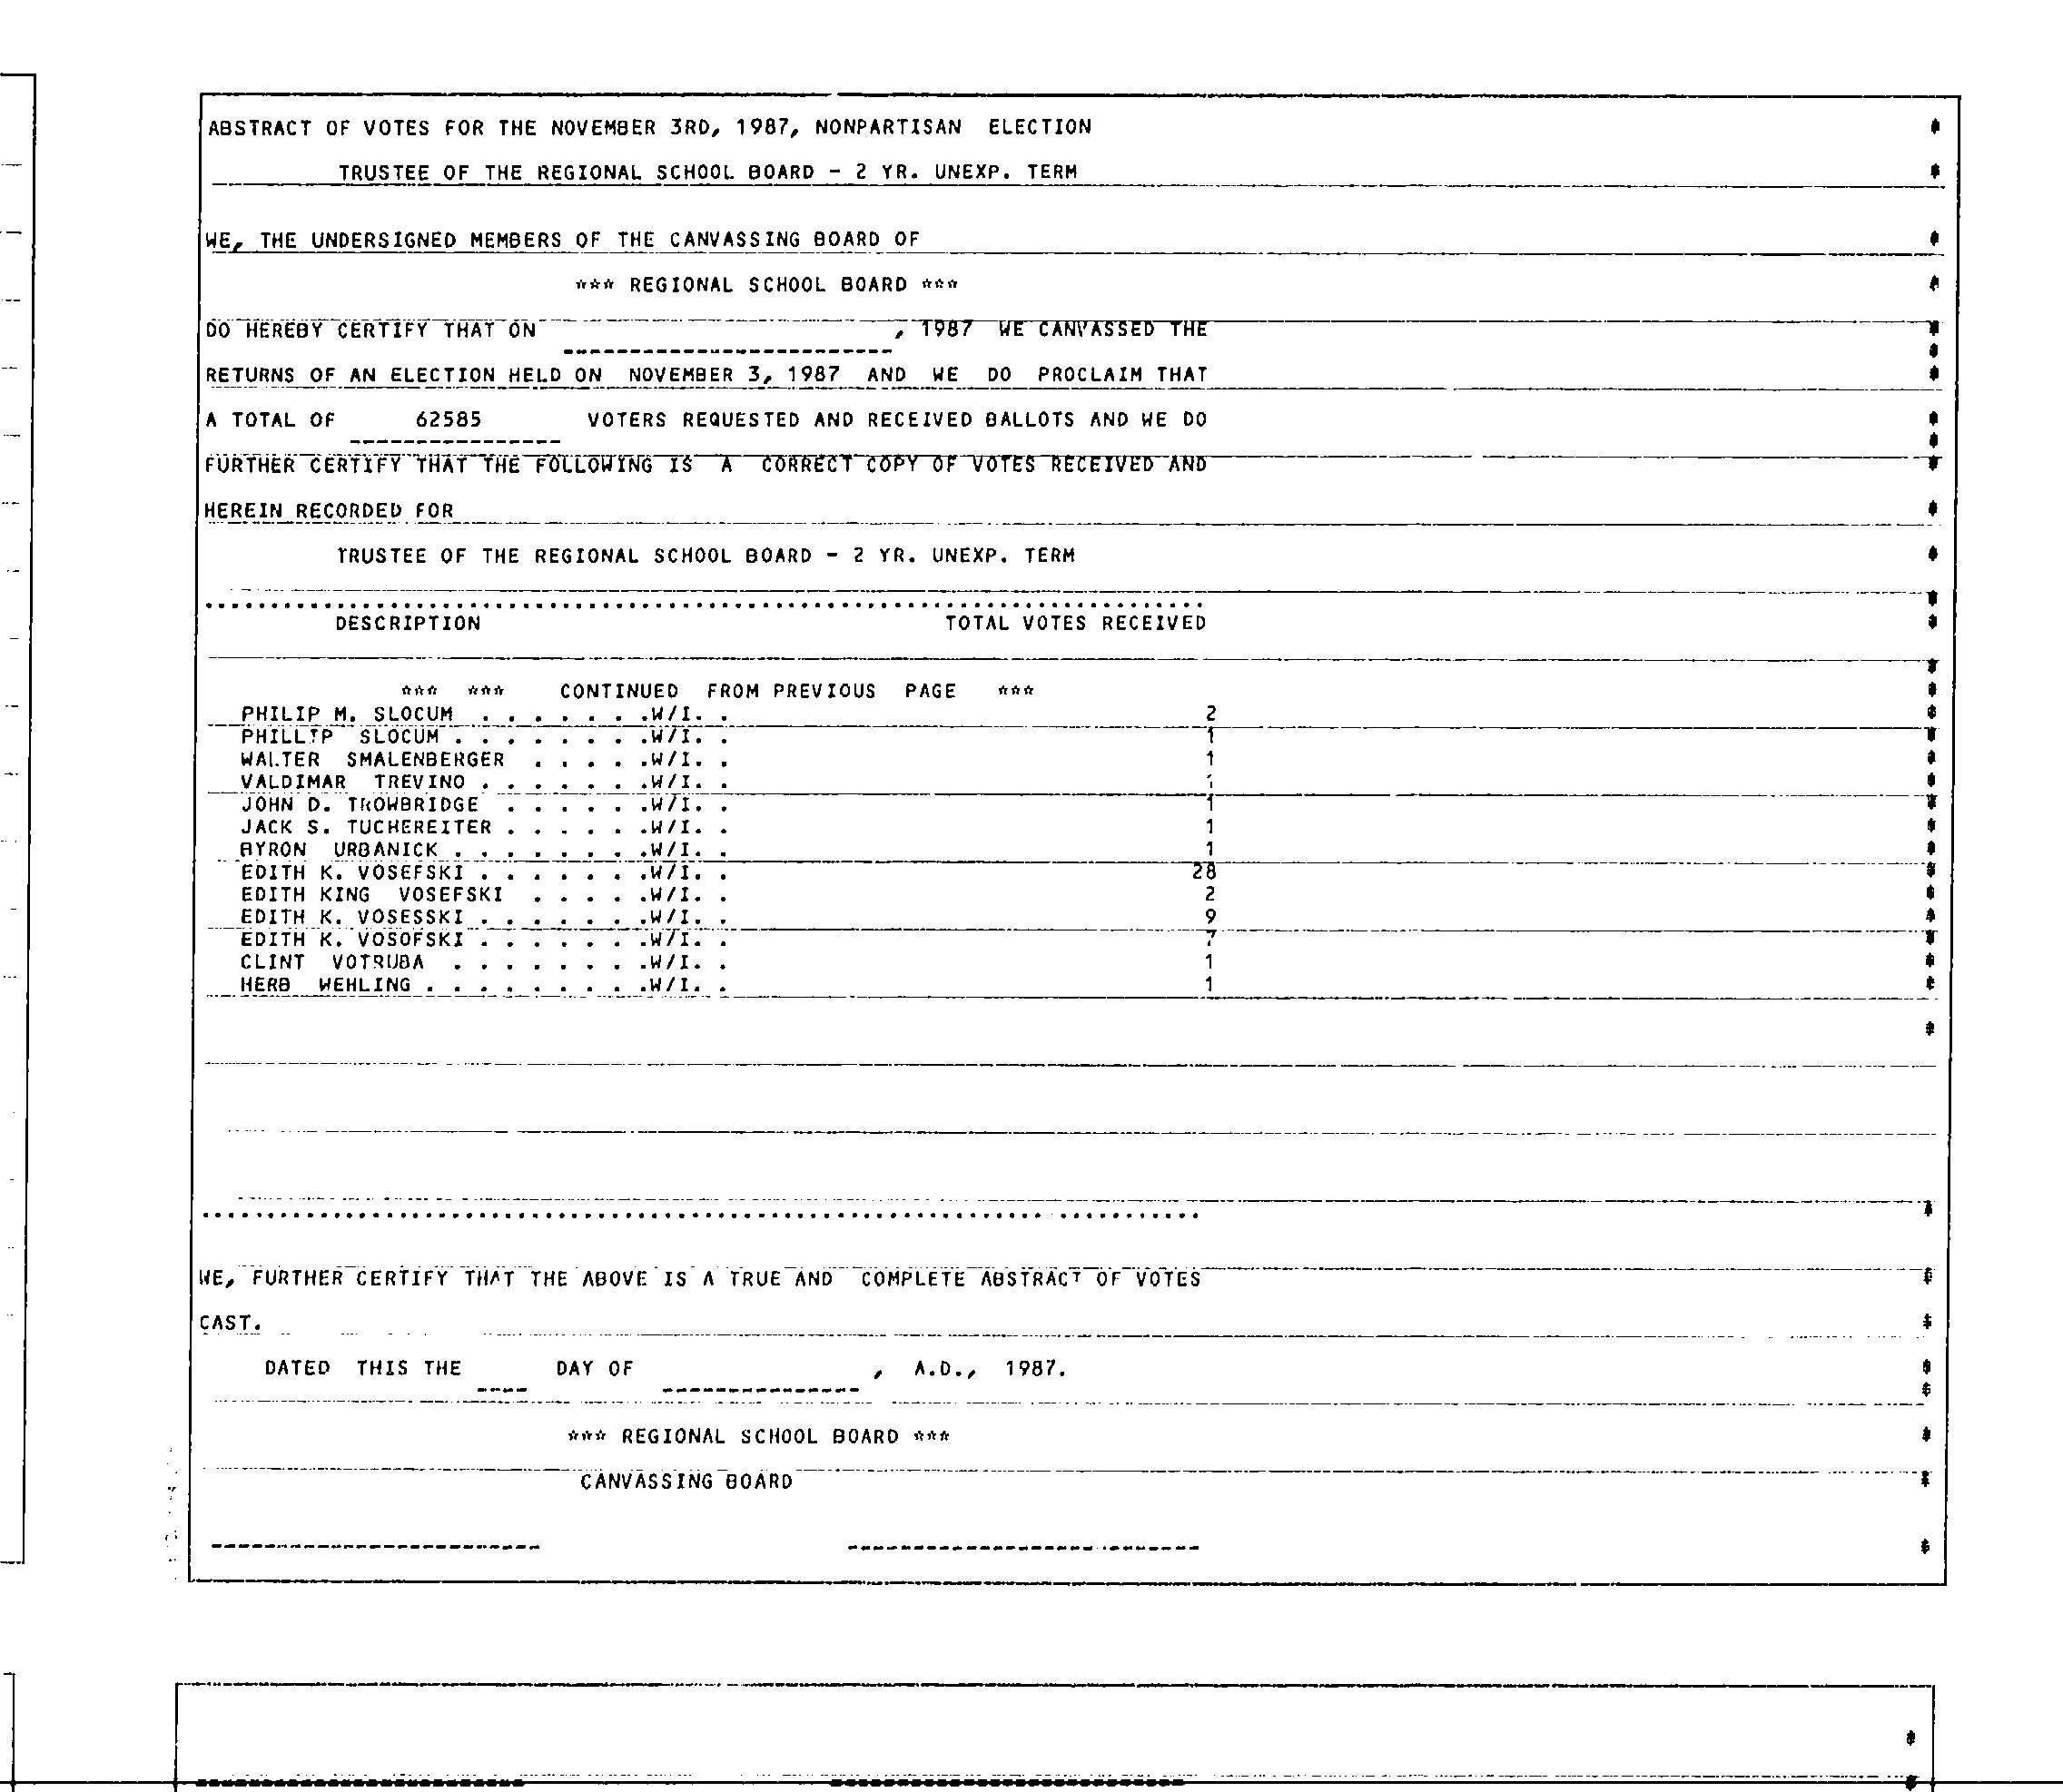 ABSTRACT OF VOTES FOR THE NOVEMBER 3RD, 1987, NONPARTISAN ELECTION
TRUSTEE OF THE REGIONAL SCHOOL BOARD - 2 YR. UNEXP. TERM
WE, THE UNDERSIGNED MEMBERS OF THE CANVASSING BOARD OF
*** REGIONAL SCHOOL BOARD ***
DO HEREBY CERTIFY THAT ON , 1987 WE CANVASSED THE
RETURNS OF AN ELECTION HELD ON NOVEMBER 3, 1987 AND WE DO PROCLAIM THAT
A TOTAL OF 62585 VOTERS REQUESTED AND RECEIVED BALLOTS AND WE DO
FURTHER CERTIFY THAT THE FOLLOWING IS A CORRECT COPY OF VOTES RECEIVED AND
HEREIN RECORDED FOR
TRUSTEE OF THE REGIONAL SCHOOL BOARD - 2 YR. UNEXP. TERM
DESCRIPTION TOTAL VOTES RECEIVED
*** *** CONTINUED FROM PREVIOUS PAGE ***
PHILIP M. SLOCUM . . . . . . .W/I. . 2
PHILLIP SLOCUM . . . . . . . .W/I. . 1
WALTER SMALENBERGER . . . . .W/I. . 1
VALDIMAR TREVINO . . . . . . .W/I. . 1
JOHN D. TROWBRIDGE . . . . . .W/I. . 1
JACK S. TUCHEREITER . . . . . .W/I. . 1
BYRON URBANICK . . . . . . . .W/I. . 1
EDITH K. VOSEFSKI . . . . . . .W/I. . 28
EDITH KING VOSEFSKI . . . . .W/I. . 2
EDITH K. VOSESSKI . . . . . . .W/I. . 9
EDITH K. VOSOFSKI . . . . . . .W/I. . 7
CLINT VOTRUBA . . . . . . . .W/I. . 1
HERB WEHLING . . . . . . . . .W/I. . 1
WE, FURTHER CERTIFY THAT THE ABOVE IS A TRUE AND COMPLETE ABSTRACT OF VOTES
CAST.
DATED THIS THE DAY OF , A.D., 1987.
*** REGIONAL SCHOOL BOARD ***
CANVASSING BOARD